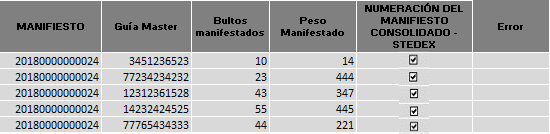 MANIFIESTO Guía Master Bultos manifestados Peso Manifestado NUMERACIÓN DEL MANIFIESTO CONSOLIDADO - STEDEX Error
20180000000024 3451236523 10 14
20180000000024 77234234232 23 444
20180000000024 12312361528 43 347
20180000000024 14232424525 55 445
20180000000024 77765434333 44 221